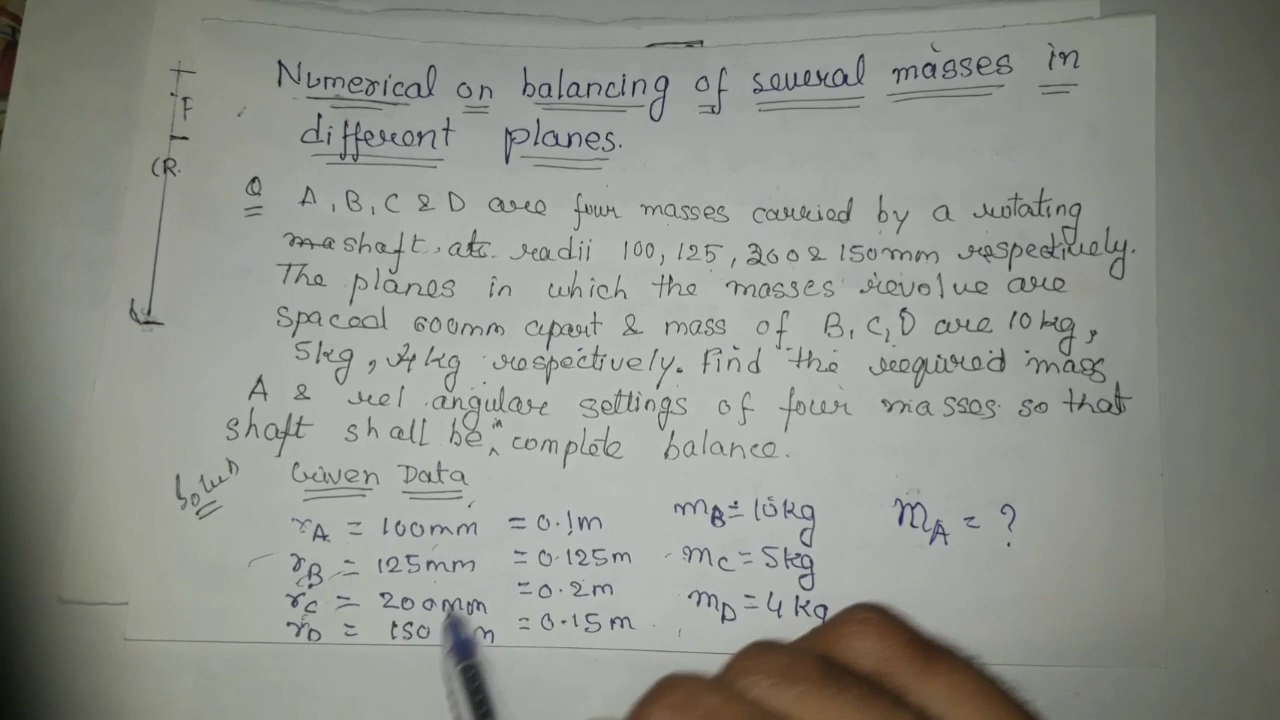 Numerical on balancing of several masses in
different planes.
F
CR.
Q A, B, C & D are four masses carried by a rotating
shaft at radii 100, 125, 200 & 150mm respectively.
The planes in which the masses revolve are
spaced 600mm apart & mass of B, C, D are 10kg,
5kg, 4kg respectively. Find the required mass
A & rel angular settings of four masses so that
shaft shall be in complete balance.
Given Data
rA = 100mm = 0.1m mB = 10kg mA = ?
rB = 125mm = 0.125m mC = 5kg
rC = 200mm = 0.2m mD = 4kg
rD = 150 m = 0.15m